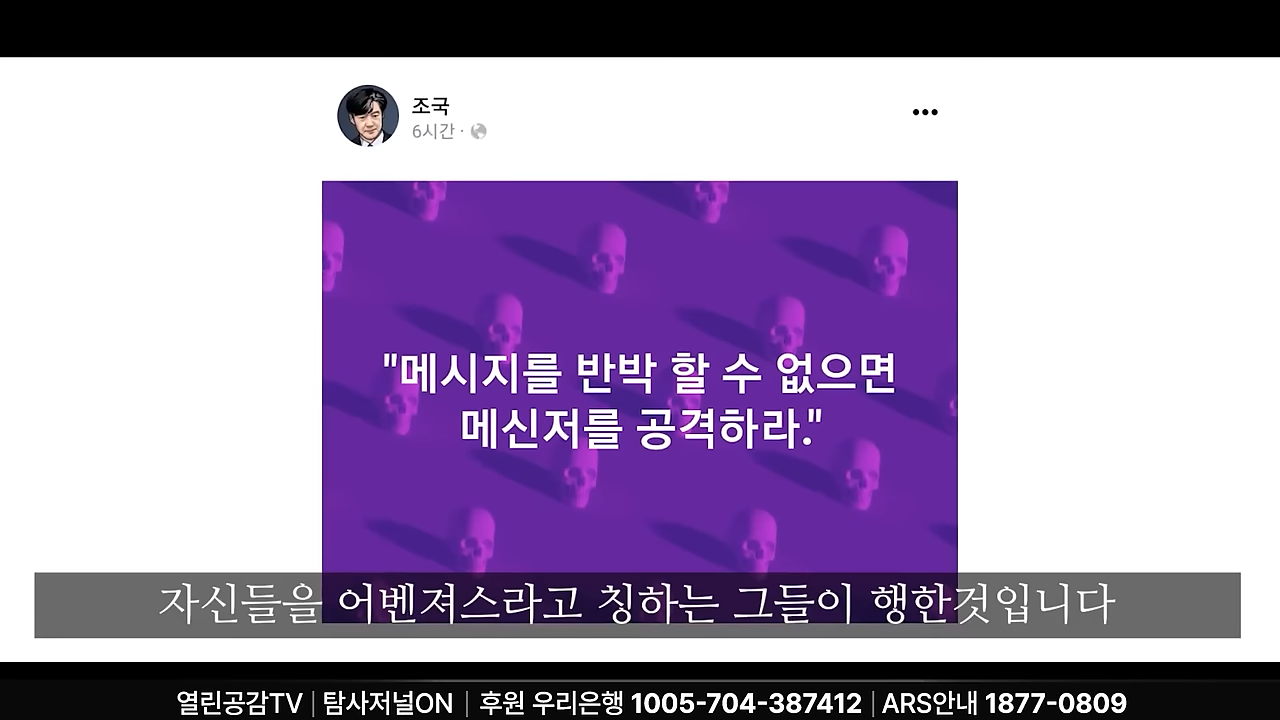 조국
6시간 ·
"메시지를 반박 할 수 없으면
메신저를 공격하라."
자신들을 어벤져스라고 칭하는 그들이 행한것입니다
열린공감TV | 탐사저널ON | 후원 우리은행 1005-704-387412 | ARS안내 1877-0809